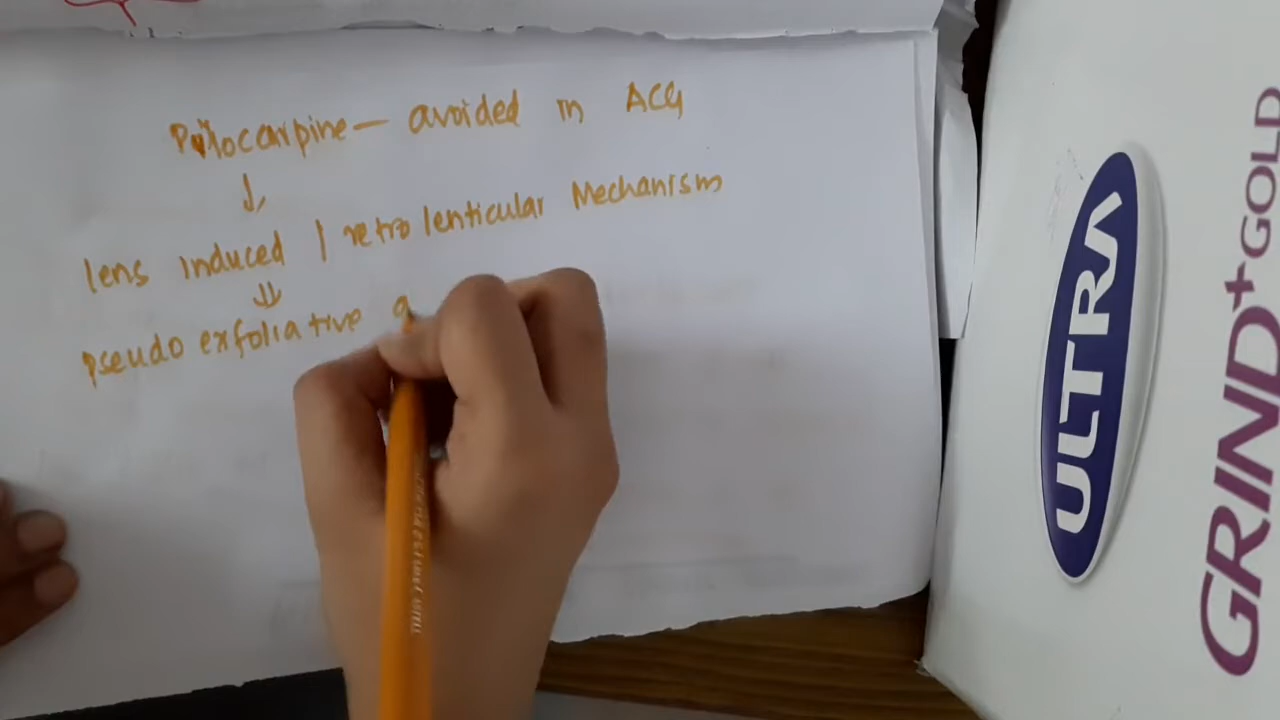 Pilocarpine — avoided in ACG
↓
lens induced | retro lenticular Mechanism
⇓
pseudo exfoliative g
ULTRA
GRIND+GOLD